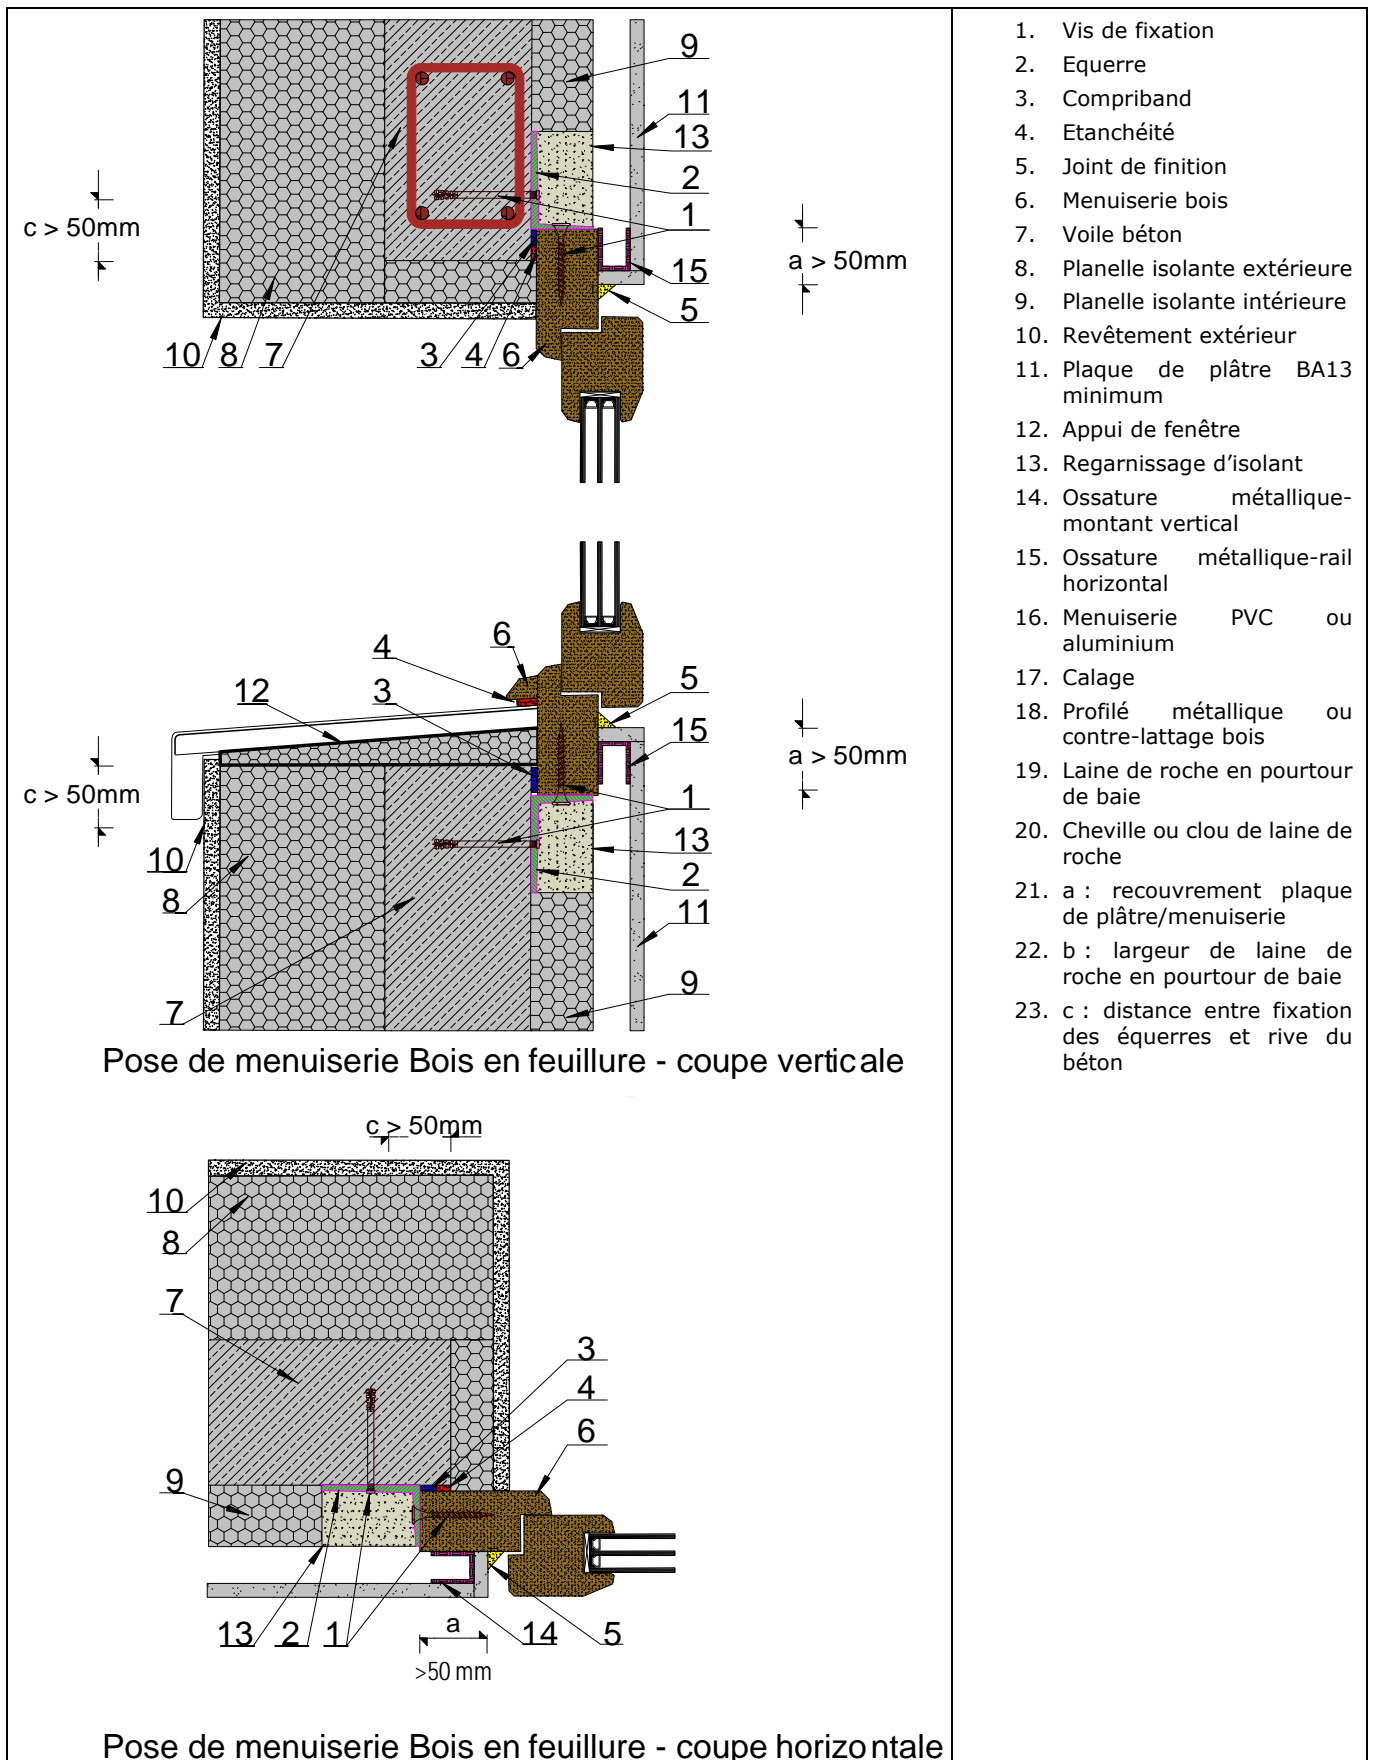 9
11
13
2
1
c > 50mm
a > 50mm
15
5
10 8 7 3 4 6
6
4
5
12 3
15
a > 50mm
c > 50mm
1
10
13
8
2
11
9
7
Pose de menuiserie Bois en feuillure - coupe verticale
c > 50mm
10
8
7
3
4
6
9
13 2 1 a 14 5
>50 mm
Pose de menuiserie Bois en feuillure - coupe horizontale
1. Vis de fixation
2. Equerre
3. Compriband
4. Etanchéité
5. Joint de finition
6. Menuiserie bois
7. Voile béton
8. Planelle isolante extérieure
9. Planelle isolante intérieure
10. Revêtement extérieur
11. Plaque de plâtre BA13
minimum
12. Appui de fenêtre
13. Regarnissage d’isolant
14. Ossature métallique-
montant vertical
15. Ossature métallique-rail
horizontal
16. Menuiserie PVC ou
aluminium
17. Calage
18. Profilé métallique ou
contre-lattage bois
19. Laine de roche en pourtour
de baie
20. Cheville ou clou de laine de
roche
21. a : recouvrement plaque
de plâtre/menuiserie
22. b : largeur de laine de
roche en pourtour de baie
23. c : distance entre fixation
des équerres et rive du
béton